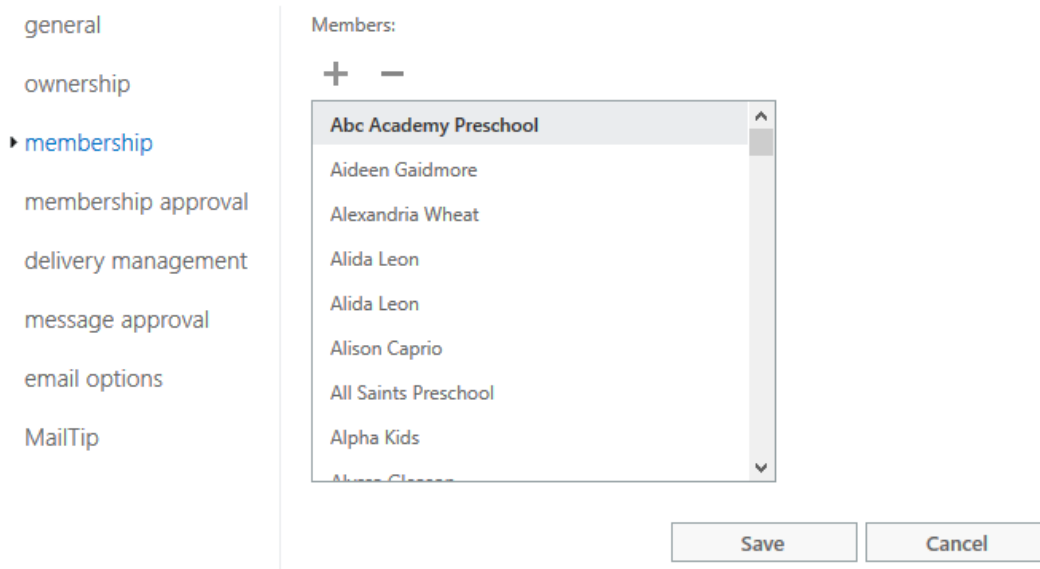 general
ownership
membership
membership approval
delivery management
message approval
email options
MailTip
Members:
Abc Academy Preschool
Aideen Gaidmore
Alexandria Wheat
Alida Leon
Alida Leon
Alison Caprio
All Saints Preschool
Alpha Kids
Save
Cancel